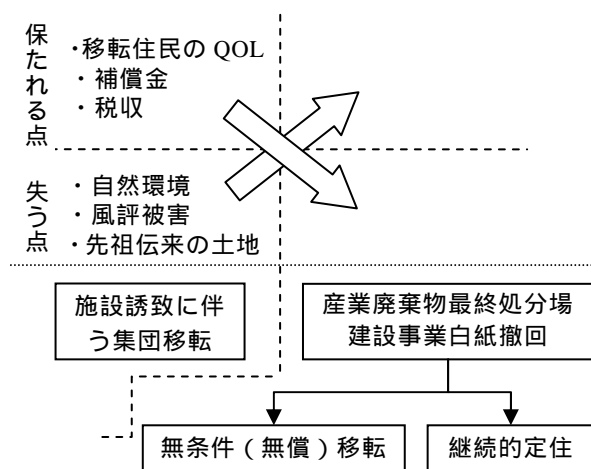 保たれる点
・移転住民の QOL
・補償金
・税収
失う点
・自然環境
・風評被害
・先祖伝来の土地
施設誘致に伴
う集団移転
産業廃棄物最終処分場
建設事業白紙撤回
無条件(無償)移転
継続的定住